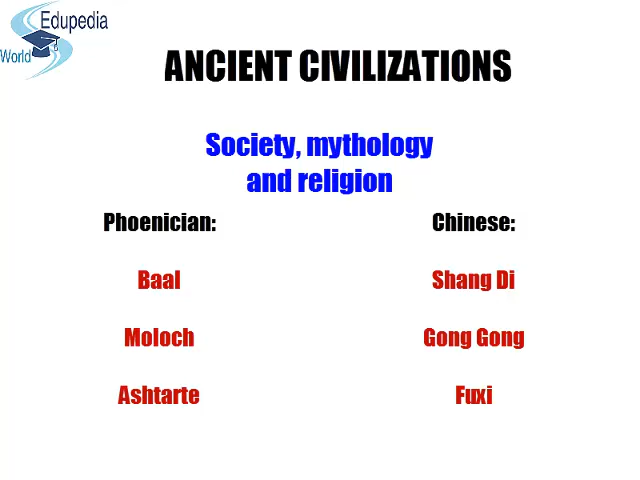 Edupedia
World
ANCIENT CIVILIZATIONS
Society, mythology
and religion
Phoenician:
Chinese:
Baal
Shang Di
Moloch
Gong Gong
Ashtarte
Fuxi